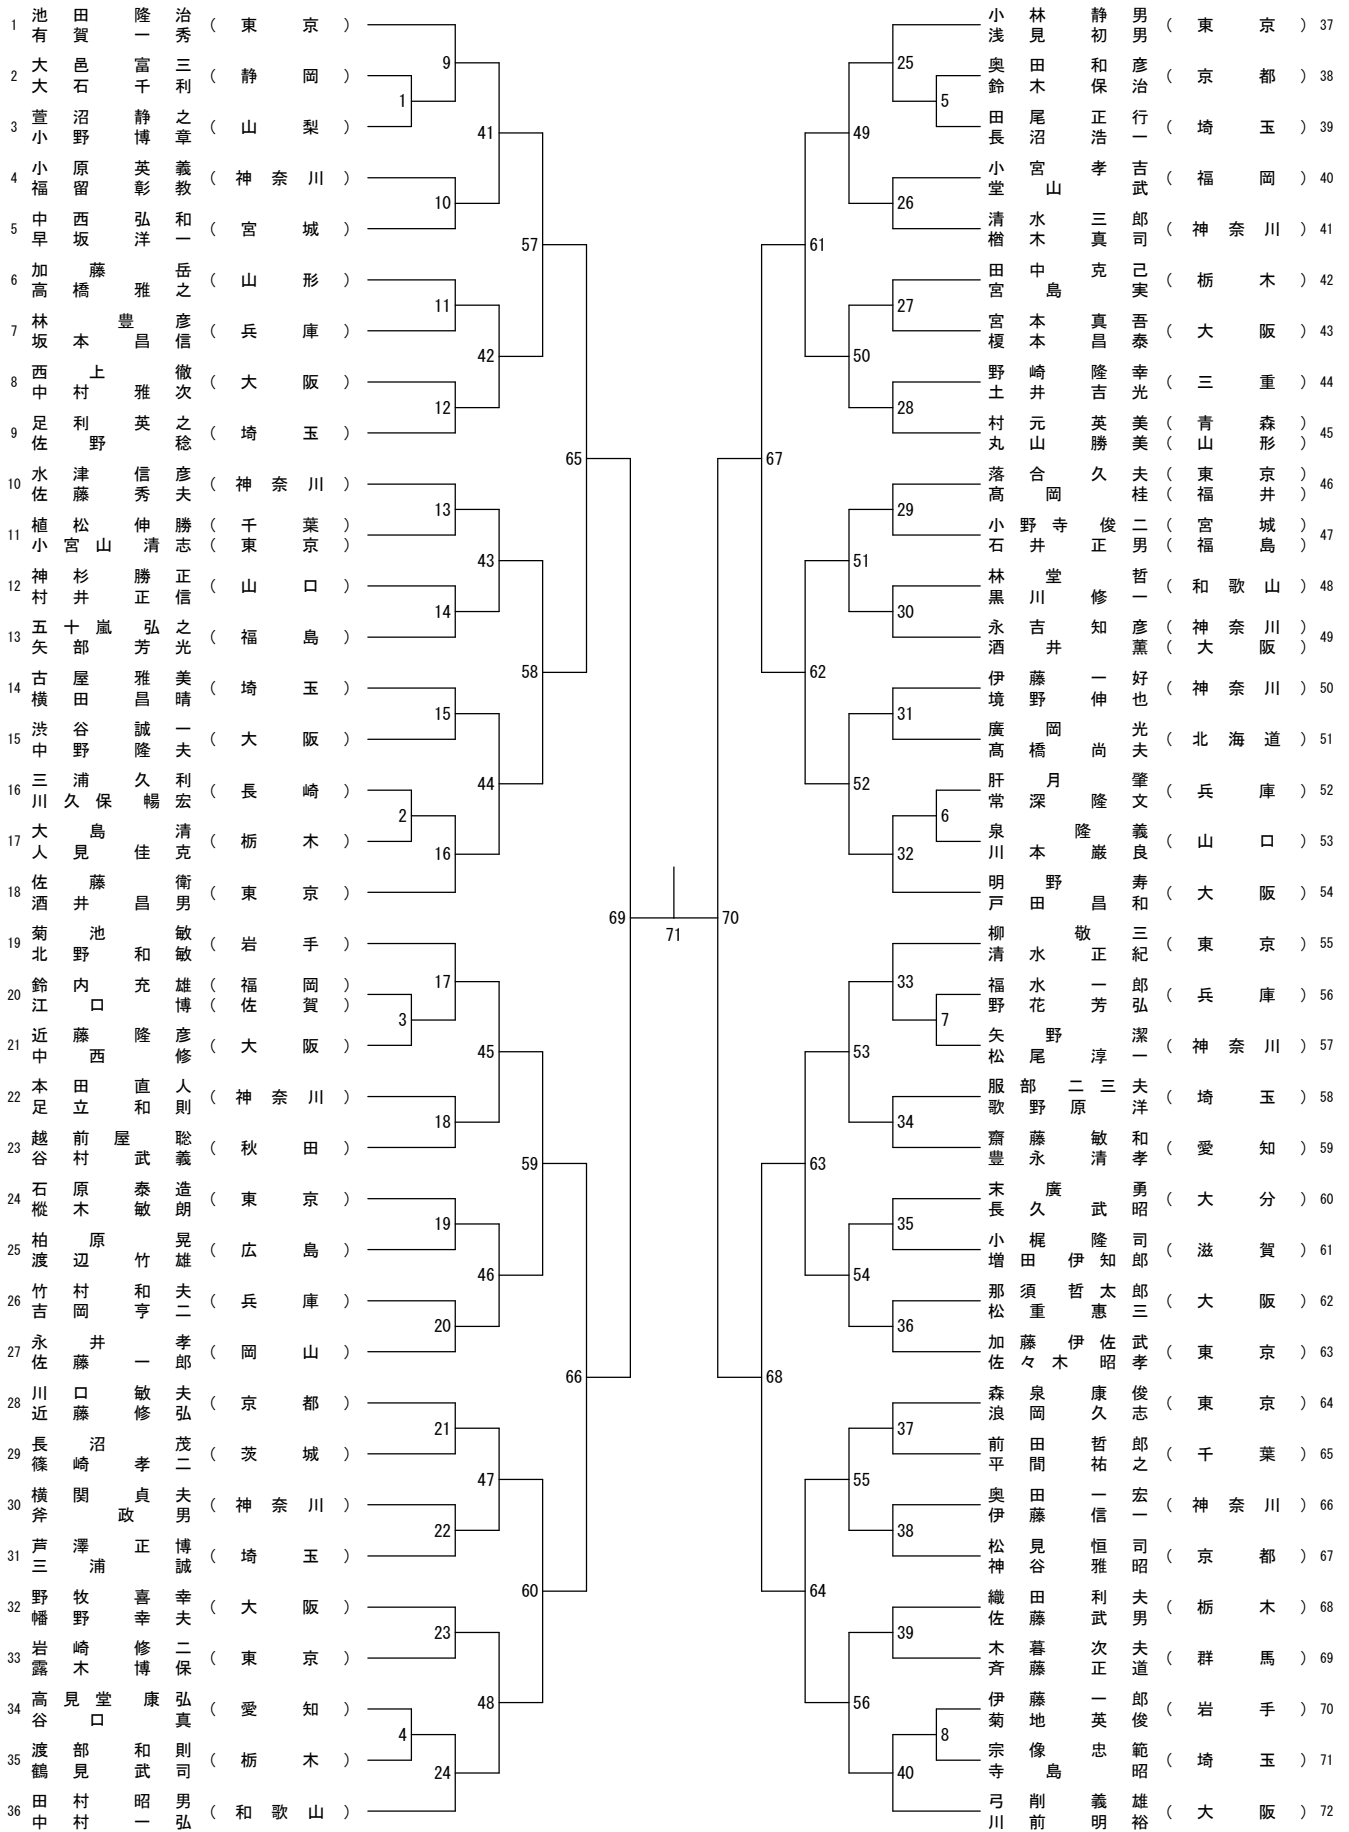 1 池田隆治 (東京)
有賀一秀
2 大邑富三 (静岡)
大石千利
3 萱沼静之 (山梨)
小野博章
4 小原英義 (神奈川)
福留彰教
5 中西弘和 (宮城)
早坂洋一
6 加藤岳 (山形)
高橋雅之
7 林豊彦 (兵庫)
坂本昌信
8 西上徹 (大阪)
中村雅次
9 足利英之 (埼玉)
佐野稔
10 水津信彦 (神奈川)
佐藤秀夫
11 植松伸勝 (千葉)
小宮山清志 (東京)
12 神杉勝正 (山口)
村井正信
13 五十嵐弘之 (福島)
矢部芳光
14 古屋雅美 (埼玉)
横田昌晴
15 渋谷誠一 (大阪)
中野隆夫
16 三浦久利 (長崎)
川久保暢宏
17 大島清 (栃木)
人見佳克
18 佐藤衛 (東京)
酒井昌男
19 菊池敏 (岩手)
北野和敏
20 鈴内充雄 (福岡)
江口博 (佐賀)
21 近藤隆彦 (大阪)
中西修
22 本田直人 (神奈川)
足立和則
23 越前屋聡 (秋田)
谷村武義
24 石原泰造 (東京)
樅木敏朗
25 柏原晃 (広島)
渡辺竹雄
26 竹村和夫 (兵庫)
吉岡亨二
27 永井孝 (岡山)
佐藤一郎
28 川口敏夫 (京都)
近藤修弘
29 長沼茂 (茨城)
篠崎孝二
30 横関貞夫 (神奈川)
斧政男
31 芦澤正博 (埼玉)
三浦誠
32 野牧喜幸 (大阪)
幡野幸夫
33 岩崎修二 (東京)
露木博保
34 高見堂康弘 (愛知)
谷口真
35 渡部和則 (栃木)
鶴見武司
36 田村昭男 (和歌山)
中村一弘
1
2
3
4
9
10
11
12
13
14
15
16
17
18
19
20
21
22
23
24
41
42
43
44
45
46
47
48
57
58
59
60
65
66
69
71
70
67
68
61
62
63
64
49
50
51
52
53
54
55
56
25
26
27
28
29
30
31
32
33
34
35
36
37
38
39
40
5
6
7
8
小林静男 (東京) 37
浅見初男
奥田和彦 (京都) 38
鈴木保治
田尾正行 (埼玉) 39
長沼浩一
小宮孝吉 (福岡) 40
堂山武
清水三郎 (神奈川) 41
楢木真司
田中克己 (栃木) 42
宮島実
宮本真吾 (大阪) 43
榎本昌泰
野崎隆幸 (三重) 44
土井吉光
村元英美 (青森) 45
丸山勝美 (山形)
落合久夫 (東京) 46
髙岡桂 (福井)
小野寺俊二 (宮城) 47
石井正男 (福島)
林堂哲 (和歌山) 48
黒川修一
永吉知彦 (神奈川) 49
酒井薫 (大阪)
伊藤一好 (神奈川) 50
境野伸也
廣岡光 (北海道) 51
髙橋尚夫
肝月肇 (兵庫) 52
常深隆文
泉隆義 (山口) 53
川本巌良
明野寿 (大阪) 54
戸田昌和
柳敬三 (東京) 55
清水正紀
福水一郎 (兵庫) 56
野花芳弘
矢野潔 (神奈川) 57
松尾淳一
服部二三夫 (埼玉) 58
歌野原洋
齋藤敏和 (愛知) 59
豊永清孝
末廣勇 (大分) 60
長久武昭
小梶隆司 (滋賀) 61
増田伊知郎
那須哲太郎 (大阪) 62
松重惠三
加藤伊佐武 (東京) 63
佐々木昭孝
森泉康俊 (東京) 64
浪岡久志
前田哲郎 (千葉) 65
平間祐之
奥田一宏 (神奈川) 66
伊藤信一
松見恒司 (京都) 67
神谷雅昭
織田利夫 (栃木) 68
佐藤武男
木暮次夫 (群馬) 69
斉藤正道
伊藤一郎 (岩手) 70
菊地英俊
宗像忠範 (埼玉) 71
寺島昭
弓削義雄 (大阪) 72
川前明裕